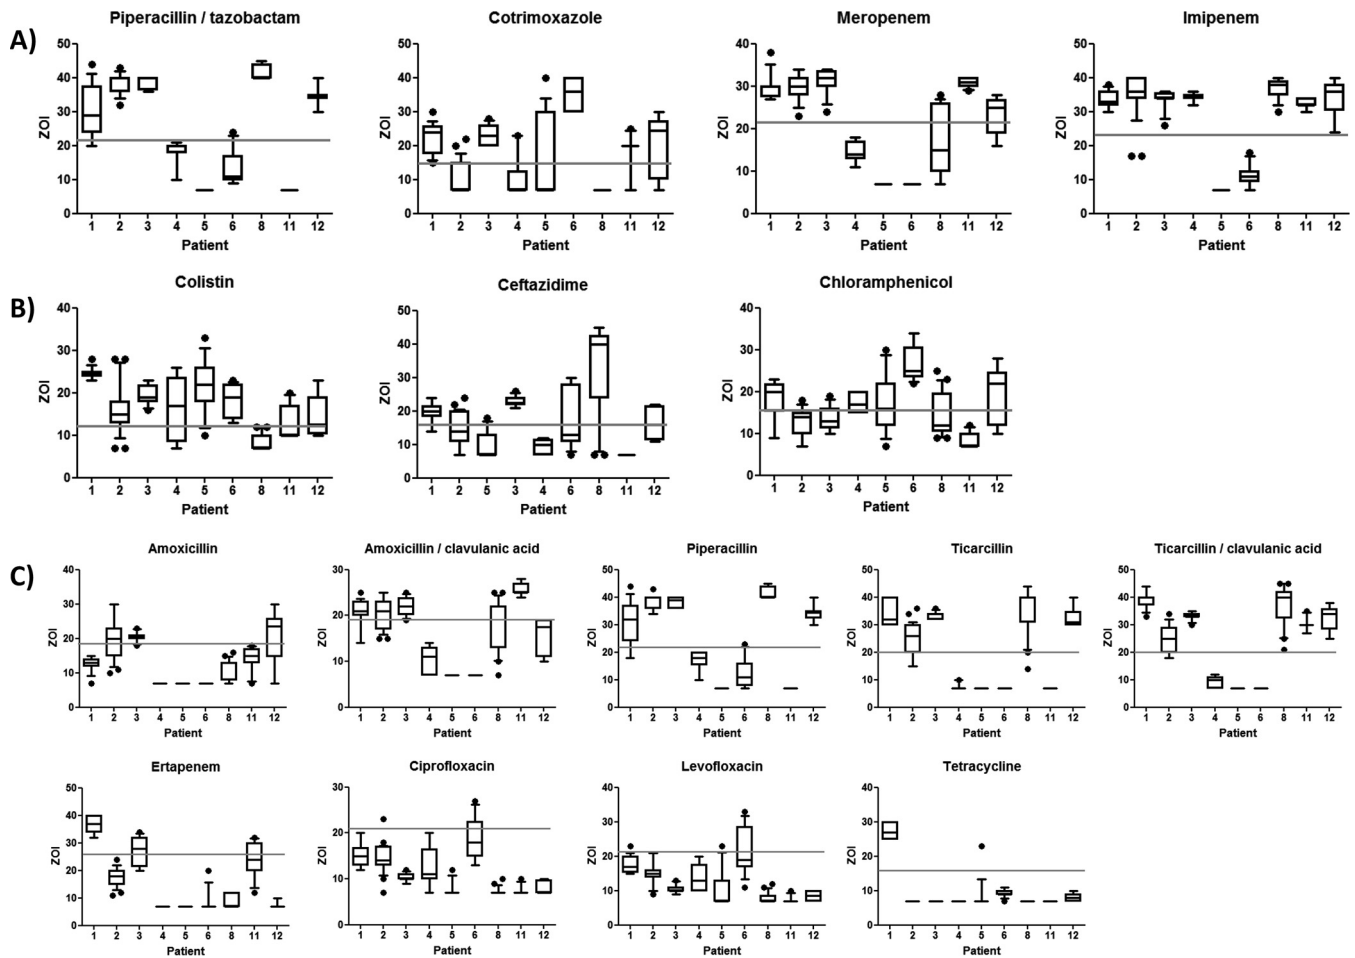 A)
Piperacillin / tazobactam
Cotrimoxazole
Meropenem
Imipenem
ZOI
50
40
30
20
10
0
1 2 3 4 5 6 8 11 12
Patient
ZOI
50
40
30
20
10
0
1 2 3 4 5 6 8 11 12
Patient
ZOI
40
30
20
10
0
1 2 3 4 5 6 8 11 12
Patient
ZOI
50
40
30
20
10
0
1 2 3 4 5 6 8 11 12
Patient
B)
Colistin
Ceftazidime
Chloramphenicol
ZOI
40
30
20
10
0
1 2 3 4 5 6 8 11 12
Patient
ZOI
50
40
30
20
10
0
1 2 5 3 4 6 8 11 12
Patient
ZOI
40
30
20
10
0
1 2 3 4 5 6 8 11 12
Patient
C)
Amoxicillin
Amoxicillin / clavulanic acid
Piperacillin
Ticarcillin
Ticarcillin / clavulanic acid
ZOI
40
30
20
10
0
1 2 3 4 5 6 8 11 12
Patient
ZOI
30
20
10
0
1 2 3 4 5 6 8 11 12
Patient
ZOI
50
40
30
20
10
0
1 2 3 4 5 6 8 11 12
Patient
ZOI
50
40
30
20
10
0
1 2 3 4 5 6 8 11 12
Patient
ZOI
50
40
30
20
10
0
1 2 3 4 5 6 8 11 12
Patient
Ertapenem
Ciprofloxacin
Levofloxacin
Tetracycline
ZOI
50
40
30
20
10
0
1 2 3 4 5 6 8 11 12
Patient
ZOI
30
20
10
0
1 2 3 4 5 6 8 11 12
Patient
ZOI
40
30
20
10
0
1 2 3 4 5 6 8 11 12
Patient
ZOI
40
30
20
10
0
1 2 3 4 5 6 8 11 12
Patient